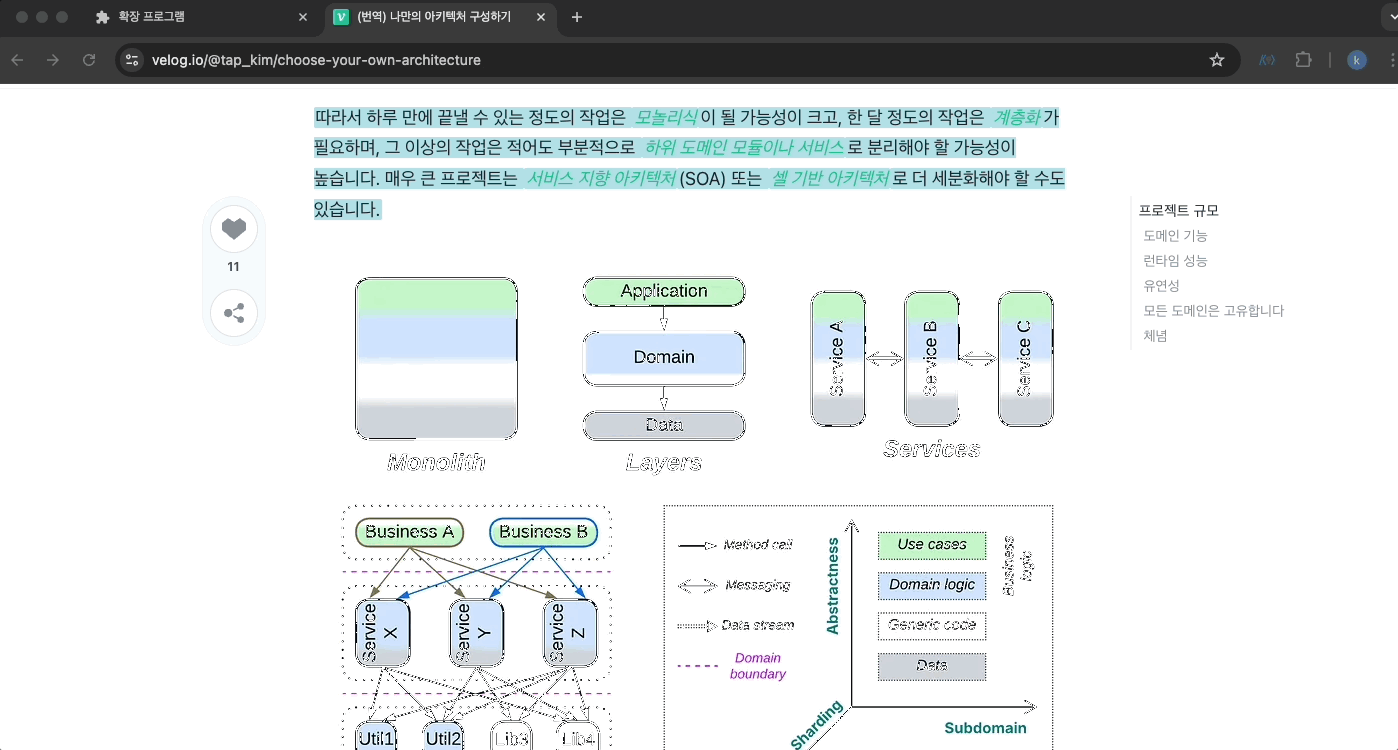 확장 프로그램
(번역) 나만의 아키텍처 구성하기
velog.io/@tap_kim/choose-your-own-architecture
k
따라서 하루 만에 끝낼 수 있는 정도의 작업은 모놀리식이 될 가능성이 크고, 한 달 정도의 작업은 계층화가
필요하며, 그 이상의 작업은 적어도 부분적으로 하위 도메인 모듈이나 서비스로 분리해야 할 가능성이
높습니다. 매우 큰 프로젝트는 서비스 지향 아키텍처(SOA) 또는 셀 기반 아키텍처로 더 세분화해야 할 수도
있습니다.
11
프로젝트 규모
도메인 기능
런타임 성능
유연성
모든 도메인은 고유합니다
체념
Monolith
Application
Domain
Data
Layers
Service A
Service B
Service C
Services
Business A
Business B
Service X
Service Y
Service Z
Util1
Util2
Lib3
Lib4
Method call
Messaging
Data stream
Domain
boundary
Abstractness
Use cases
Domain logic
Generic code
Data
Business
logic
Subdomain
Sharding